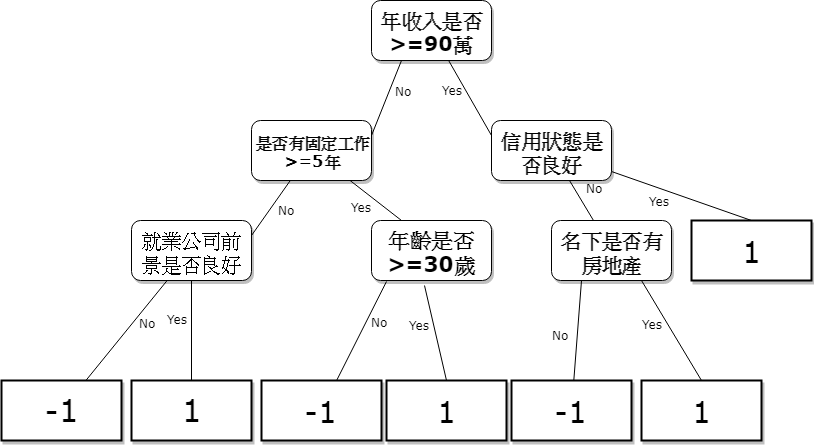 年收入是否
>=90萬
No
Yes
是否有固定工作
>=5年
信用狀態是
否良好
No
Yes
No
Yes
就業公司前
景是否良好
年齡是否
>=30歲
名下是否有
房地產
1
No
Yes
No
Yes
No
Yes
-1
1
-1
1
-1
1